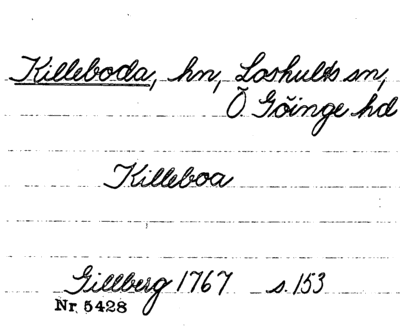 Killeboda, hn, Loshults sn,
Ö. Göinge hd
Killeboa
Gillberg 1767 s. 153
Nr. 5428